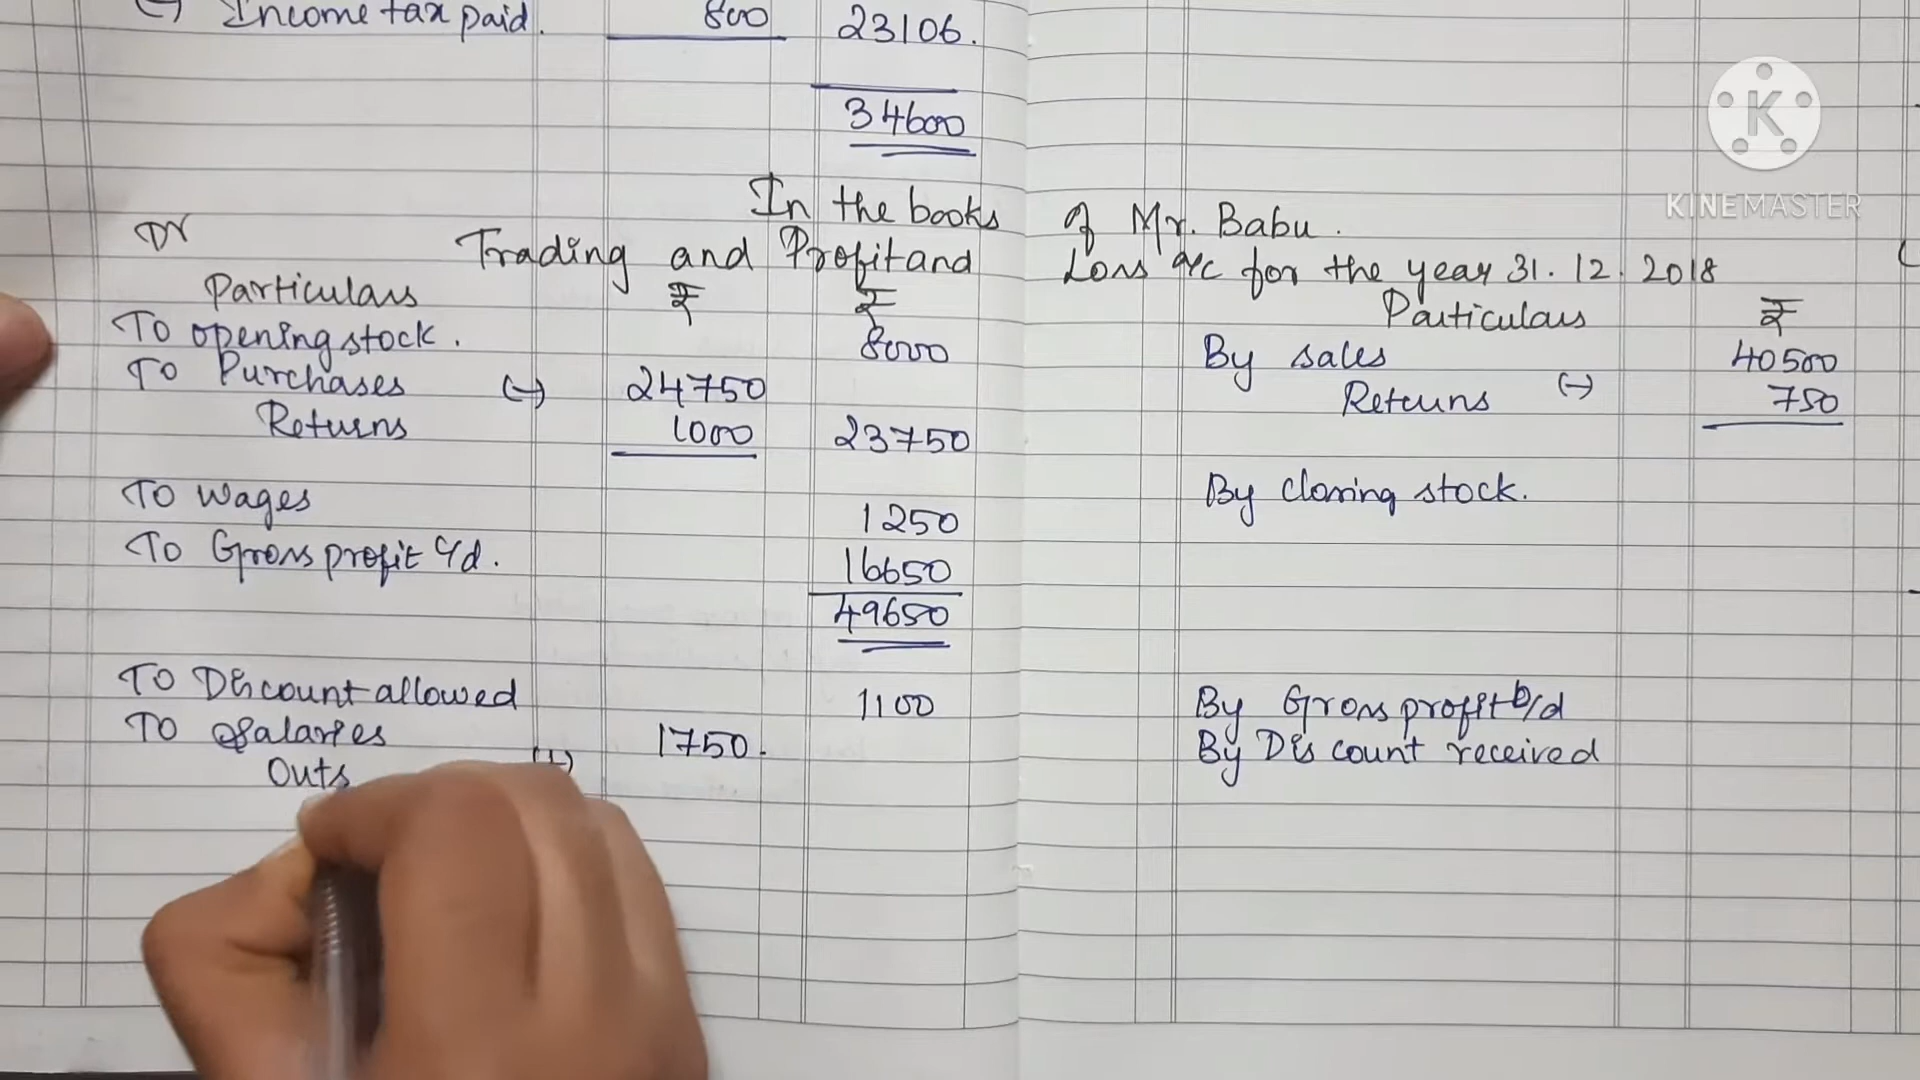 (-) Income tax paid. 800 23106.
34600
In the books of Mr. Babu.
Dr Trading and Profit and Loss a/c for the year 31.12.2018
Particulars ₹ ₹ Particulars ₹
To opening stock. 8000 By sales 40500
To Purchases 24750 Returns (-) 750
(-) Returns 1000 23750
To Wages 1250 By closing stock.
To Gross profit c/d. 16650
49650
To Discount allowed 1100 By Gross profit b/d
To Salaries 1750. By Discount received
Outs (+)
K
KINEMASTER